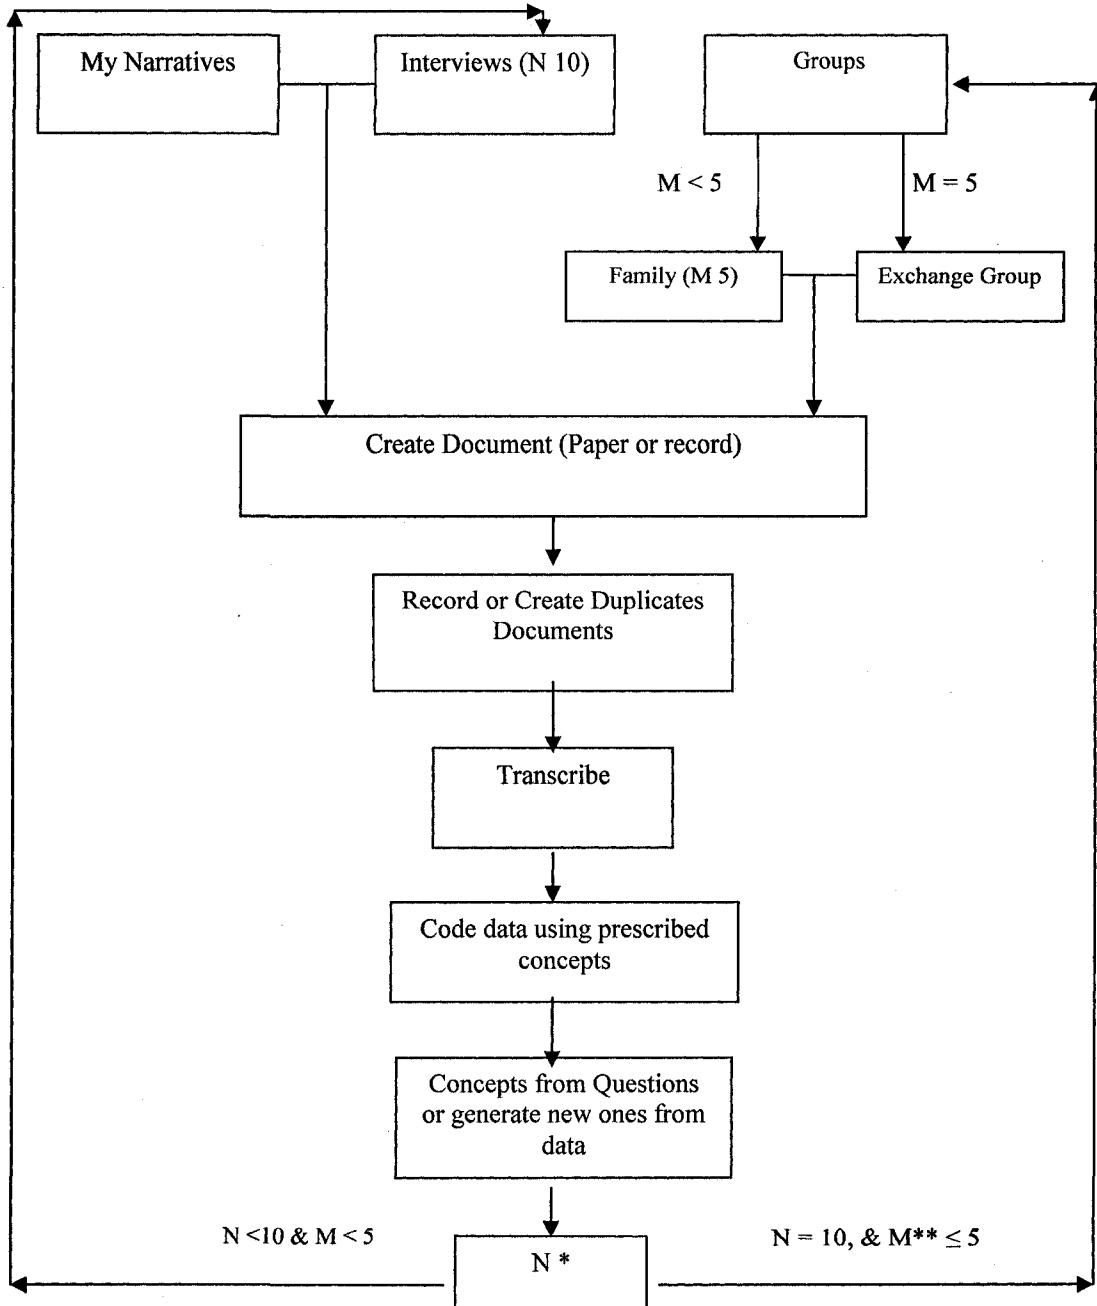 My Narratives
Interviews (N 10)
Groups
M < 5
M = 5
Family (M 5)
Exchange Group
Create Document (Paper or record)
Record or Create Duplicates
Documents
Transcribe
Code data using prescribed
concepts
Concepts from Questions
or generate new ones from
data
N <10 & M < 5
N = 10, & M** ≤ 5
N *